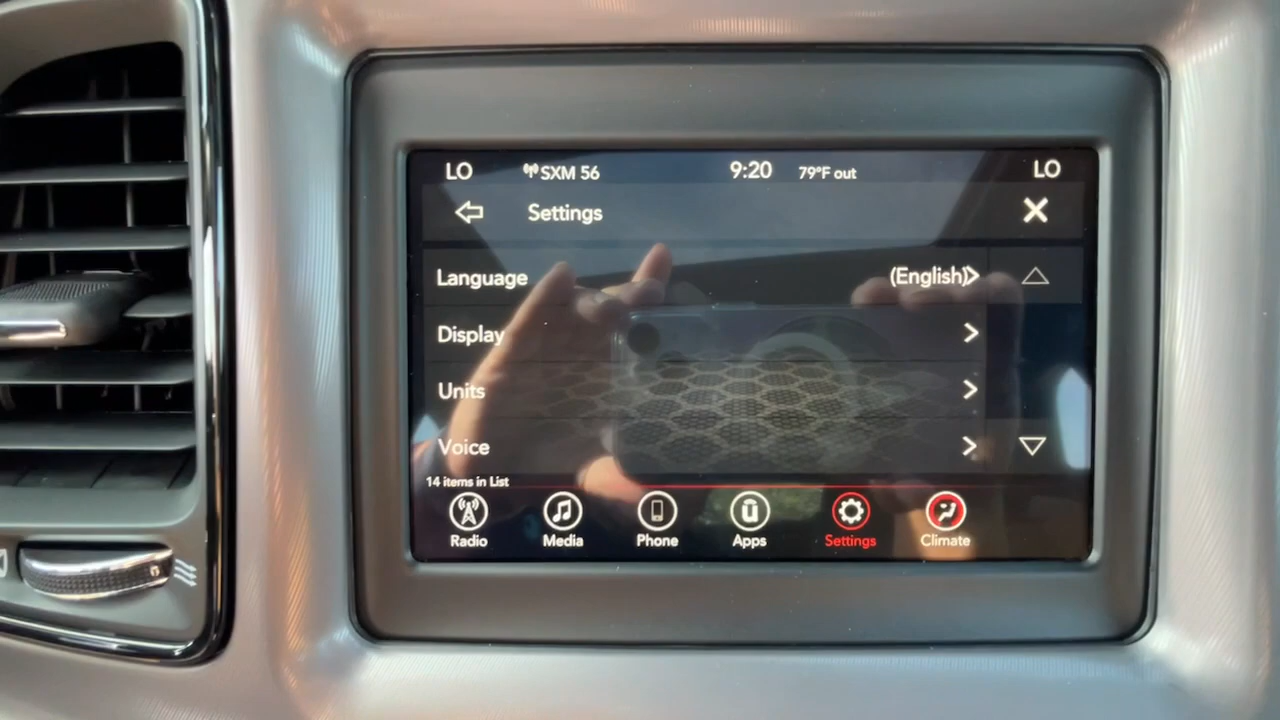 LO SXM 56 9:20 79°F out LO
Settings X
Language (English)
Display
Units
Voice
14 items in List
Radio Media Phone Apps Settings Climate